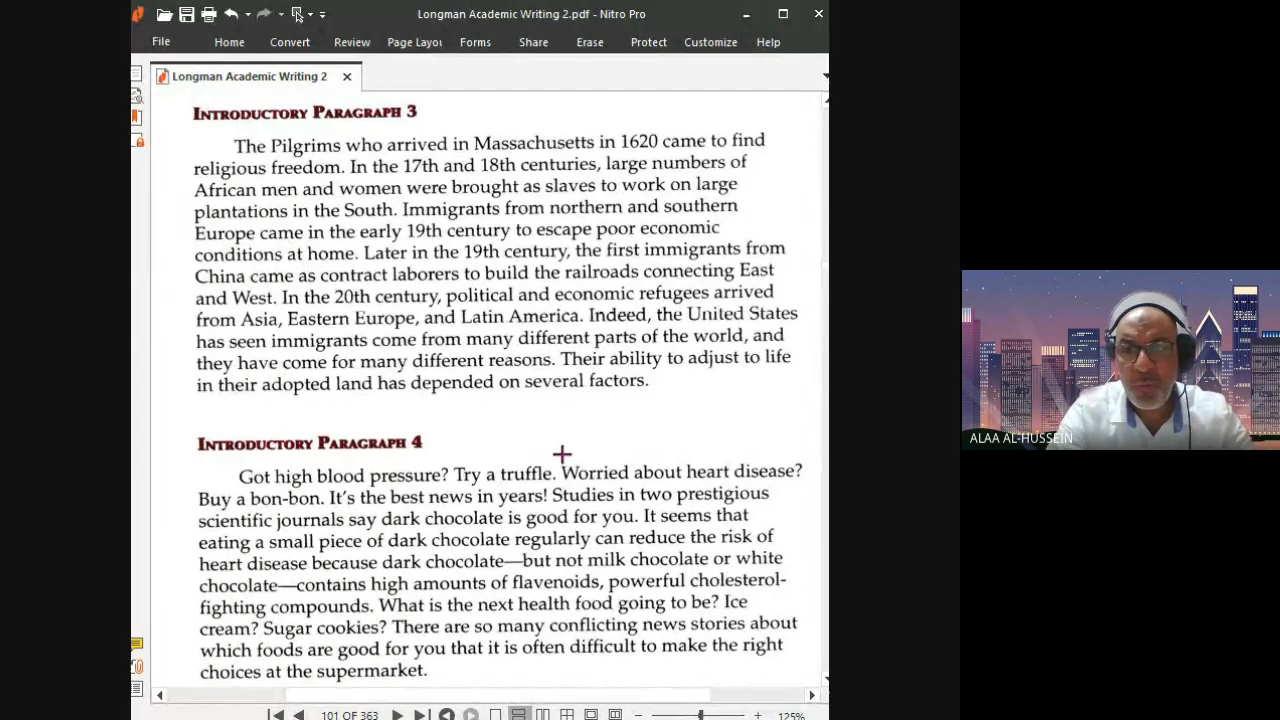 Longman Academic Writing 2.pdf - Nitro Pro
File Home Convert Review Page Layou Forms Share Erase Protect Customize Help
Longman Academic Writing 2
INTRODUCTORY PARAGRAPH 3
The Pilgrims who arrived in Massachusetts in 1620 came to find
religious freedom. In the 17th and 18th centuries, large numbers of
African men and women were brought as slaves to work on large
plantations in the South. Immigrants from northern and southern
Europe came in the early 19th century to escape poor economic
conditions at home. Later in the 19th century, the first immigrants from
China came as contract laborers to build the railroads connecting East
and West. In the 20th century, political and economic refugees arrived
from Asia, Eastern Europe, and Latin America. Indeed, the United States
has seen immigrants come from many different parts of the world, and
they have come for many different reasons. Their ability to adjust to life
in their adopted land has depended on several factors.
INTRODUCTORY PARAGRAPH 4
Got high blood pressure? Try a truffle. Worried about heart disease?
Buy a bon-bon. It's the best news in years! Studies in two prestigious
scientific journals say dark chocolate is good for you. It seems that
eating a small piece of dark chocolate regularly can reduce the risk of
heart disease because dark chocolate—but not milk chocolate or white
chocolate—contains high amounts of flavenoids, powerful cholesterol-
fighting compounds. What is the next health food going to be? Ice
cream? Sugar cookies? There are so many conflicting news stories about
which foods are good for you that it is often difficult to make the right
choices at the supermarket.
101 OF 363
125%
ALAA AL-HUSSEIN